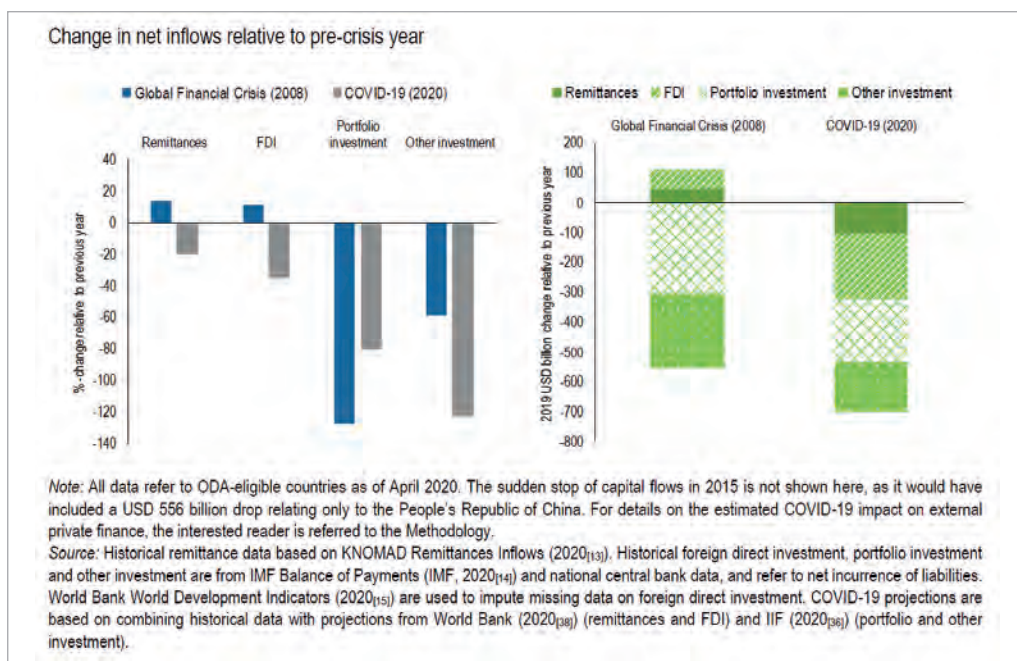 Change in net inflows relative to pre-crisis year
Global Financial Crisis (2008) COVID-19 (2020)
Remittances FDI Portfolio investment Other investment
%-change relative to previous year
40
20
0
-20
-40
-60
-80
-100
-120
-140
Remittances FDI Portfolio investment Other investment
Global Financial Crisis (2008) COVID-19 (2020)
2019 USD billion change relative to previous year
200
100
0
-100
-200
-300
-400
-500
-600
-700
-800
Note: All data refer to ODA-eligible countries as of April 2020. The sudden stop of capital flows in 2015 is not shown here, as it would have
included a USD 556 billion drop relating only to the People's Republic of China. For details on the estimated COVID-19 impact on external
private finance, the interested reader is referred to the Methodology.
Source: Historical remittance data based on KNOMAD Remittances Inflows (2020[13]). Historical foreign direct investment, portfolio investment
and other investment are from IMF Balance of Payments (IMF, 2020[14]) and national central bank data, and refer to net incurrence of liabilities.
World Bank World Development Indicators (2020[15]) are used to impute missing data on foreign direct investment. COVID-19 projections are
based on combining historical data with projections from World Bank (2020[38]) (remittances and FDI) and IIF (2020[36]) (portfolio and other
investment).